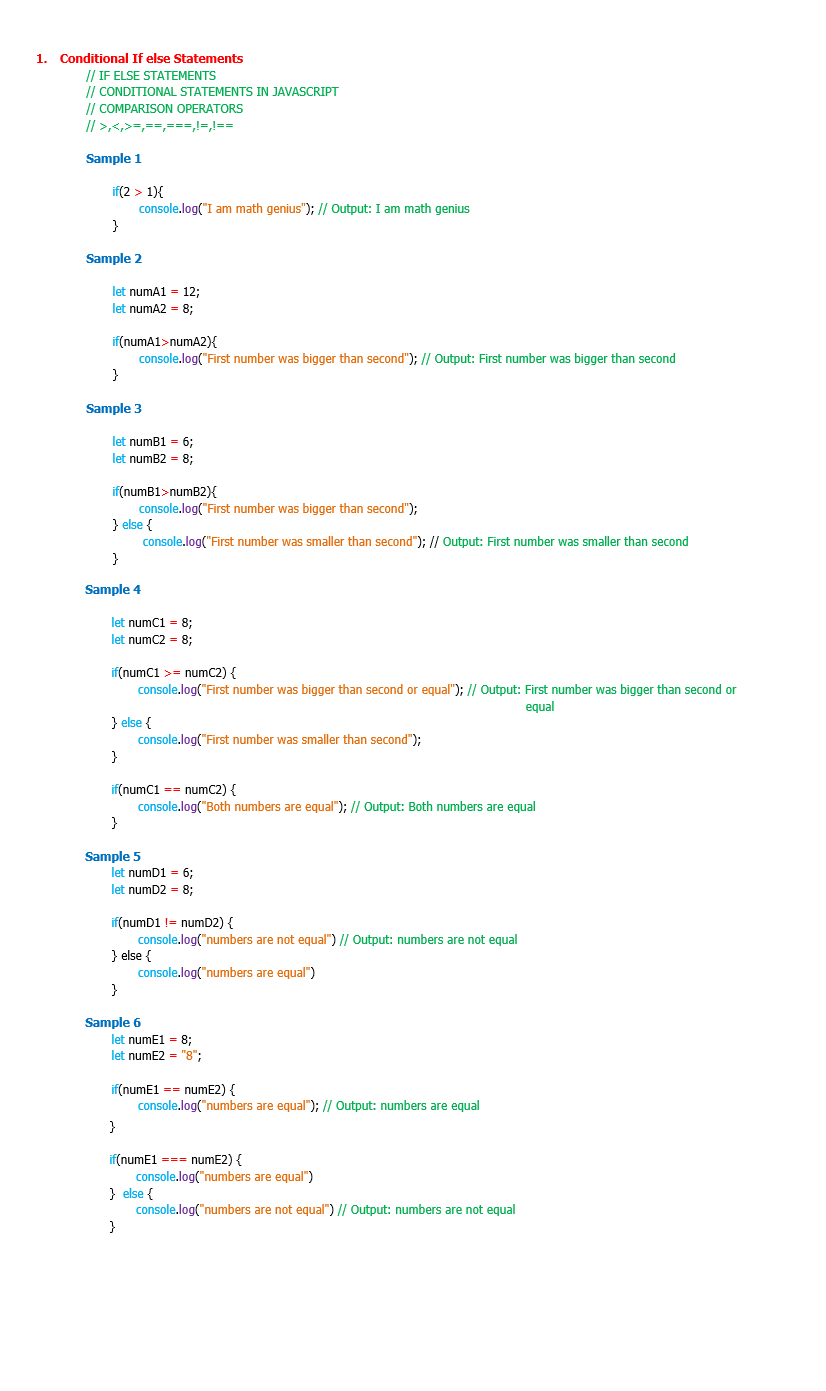 1. Conditional If else Statements
// IF ELSE STATEMENTS
// CONDITIONAL STATEMENTS IN JAVASCRIPT
// COMPARISON OPERATORS
// >,<,>=,==,===,!=,!==
Sample 1
if(2 > 1){
console.log("I am math genius"); // Output: I am math genius
}
Sample 2
let numA1 = 12;
let numA2 = 8;
if(numA1>numA2){
console.log("First number was bigger than second"); // Output: First number was bigger than second
}
Sample 3
let numB1 = 6;
let numB2 = 8;
if(numB1>numB2){
console.log("First number was bigger than second");
} else {
console.log("First number was smaller than second"); // Output: First number was smaller than second
}
Sample 4
let numC1 = 8;
let numC2 = 8;
if(numC1 >= numC2) {
console.log("First number was bigger than second or equal"); // Output: First number was bigger than second or
equal
} else {
console.log("First number was smaller than second");
}
if(numC1 == numC2) {
console.log("Both numbers are equal"); // Output: Both numbers are equal
}
Sample 5
let numD1 = 6;
let numD2 = 8;
if(numD1 != numD2) {
console.log("numbers are not equal") // Output: numbers are not equal
} else {
console.log("numbers are equal")
}
Sample 6
let numE1 = 8;
let numE2 = "8";
if(numE1 == numE2) {
console.log("numbers are equal"); // Output: numbers are equal
}
if(numE1 === numE2) {
console.log("numbers are equal")
} else {
console.log("numbers are not equal") // Output: numbers are not equal
}